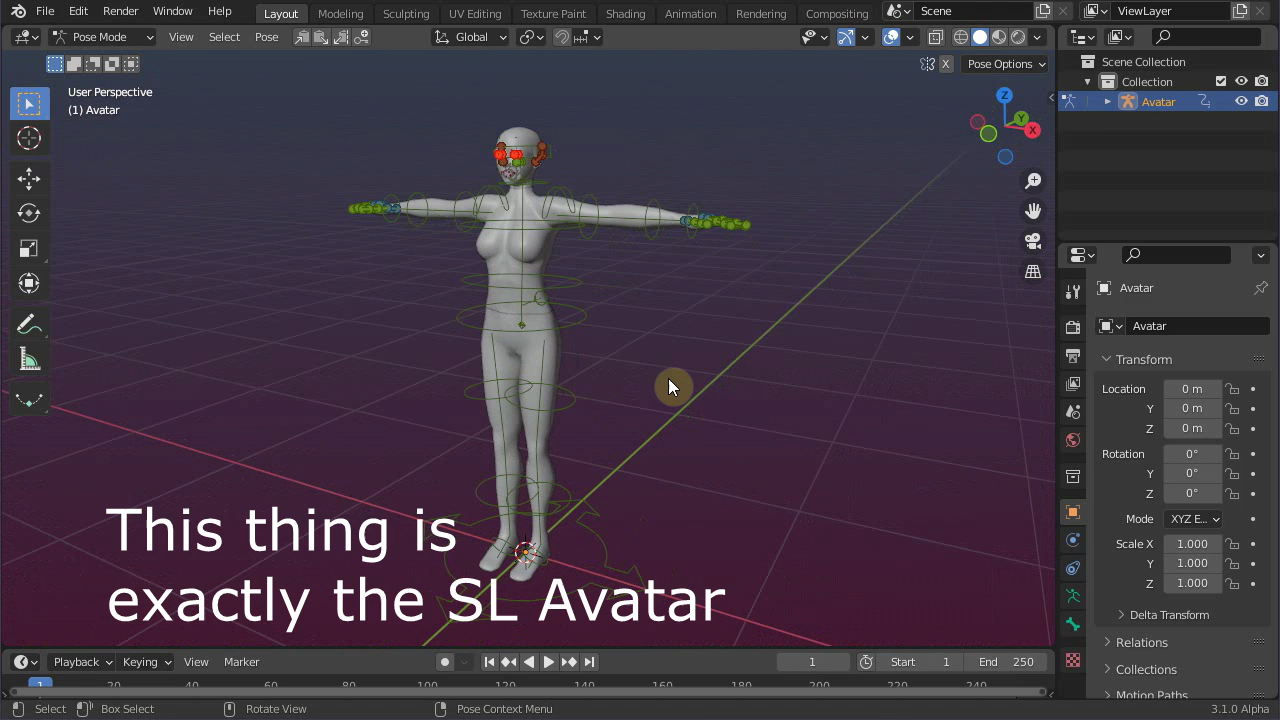 File Edit Render Window Help Layout Modeling Sculpting UV Editing Texture Paint Shading Animation Rendering Compositing Scene ViewLayer
Pose Mode View Select Pose Global
X Pose Options
User Perspective
(1) Avatar
Z
Y
X
Scene Collection
Collection
Avatar
Avatar
Avatar
Transform
Location 0 m
Y 0 m
Z 0 m
Rotation 0°
Y 0°
Z 0°
Mode XYZ E...
Scale X 1.000
Y 1.000
Z 1.000
Delta Transform
Relations
Collections
Motion Paths
This thing is
exactly the SL Avatar
Playback Keying View Marker 1 Start 1 End 250
1 20 40 60 80 100 120 140 160 180 200 220 240
Select Box Select Rotate View Pose Context Menu 3.1.0 Alpha